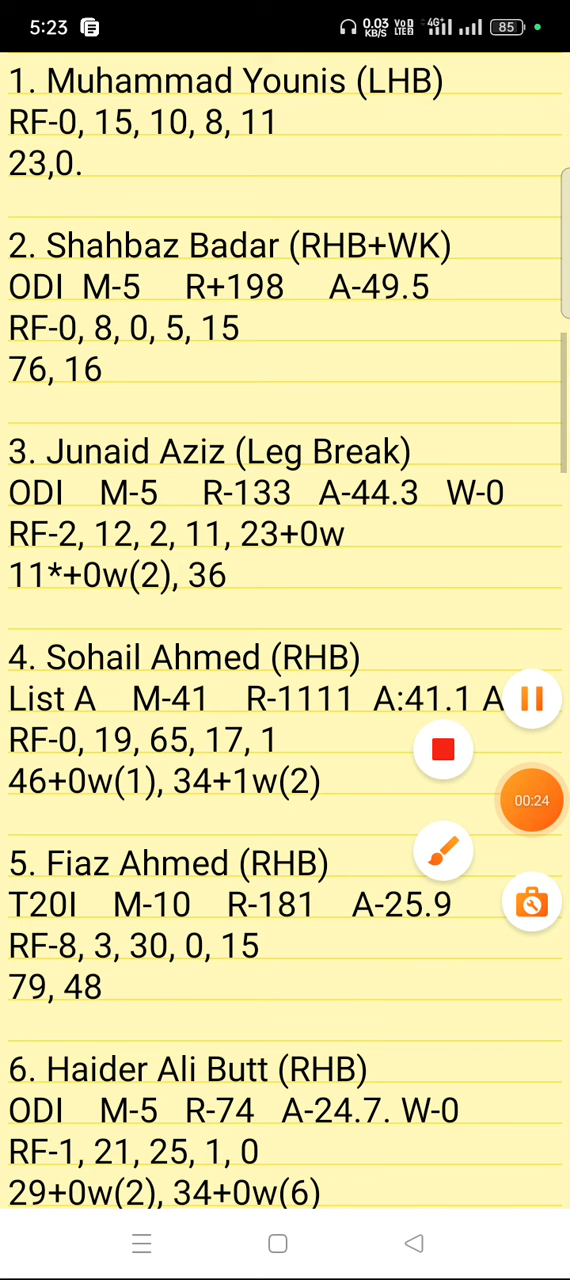 5:23
0.03 KB/S VoD LTE2 4G 85
1. Muhammad Younis (LHB)
RF-0, 15, 10, 8, 11
23,0.
2. Shahbaz Badar (RHB+WK)
ODI M-5 R+198 A-49.5
RF-0, 8, 0, 5, 15
76, 16
3. Junaid Aziz (Leg Break)
ODI M-5 R-133 A-44.3 W-0
RF-2, 12, 2, 11, 23+0w
11*+0w(2), 36
4. Sohail Ahmed (RHB)
List A M-41 R-1111 A:41.1 A
RF-0, 19, 65, 17, 1
46+0w(1), 34+1w(2)
00:24
5. Fiaz Ahmed (RHB)
T20I M-10 R-181 A-25.9
RF-8, 3, 30, 0, 15
79, 48
6. Haider Ali Butt (RHB)
ODI M-5 R-74 A-24.7. W-0
RF-1, 21, 25, 1, 0
29+0w(2), 34+0w(6)